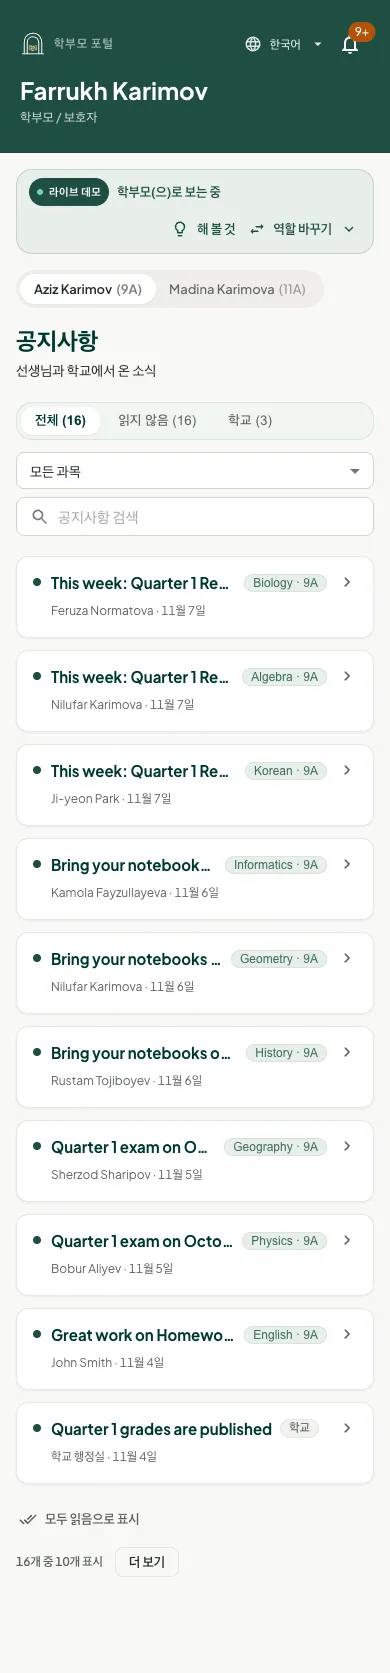 학부모 포털
한국어
9+
Farrukh Karimov
학부모 / 보호자
라이브 데모 학부모(으)로 보는 중
해 볼 것 역할 바꾸기
Aziz Karimov (9A) Madina Karimova (11A)
공지사항
선생님과 학교에서 온 소식
전체 (16) 읽지 않음 (16) 학교 (3)
모든 과목
공지사항 검색
This week: Quarter 1 Re... Biology · 9A
Feruza Normatova · 11월 7일
This week: Quarter 1 Re... Algebra · 9A
Nilufar Karimova · 11월 7일
This week: Quarter 1 Re... Korean · 9A
Ji-yeon Park · 11월 7일
Bring your notebook... Informatics · 9A
Kamola Fayzullayeva · 11월 6일
Bring your notebooks ... Geometry · 9A
Nilufar Karimova · 11월 6일
Bring your notebooks o... History · 9A
Rustam Tojiboyev · 11월 6일
Quarter 1 exam on O... Geography · 9A
Sherzod Sharipov · 11월 5일
Quarter 1 exam on Octo... Physics · 9A
Bobur Aliyev · 11월 5일
Great work on Homewo... English · 9A
John Smith · 11월 4일
Quarter 1 grades are published 학교
학교 행정실 · 11월 4일
모두 읽음으로 표시
16개 중 10개 표시 더 보기